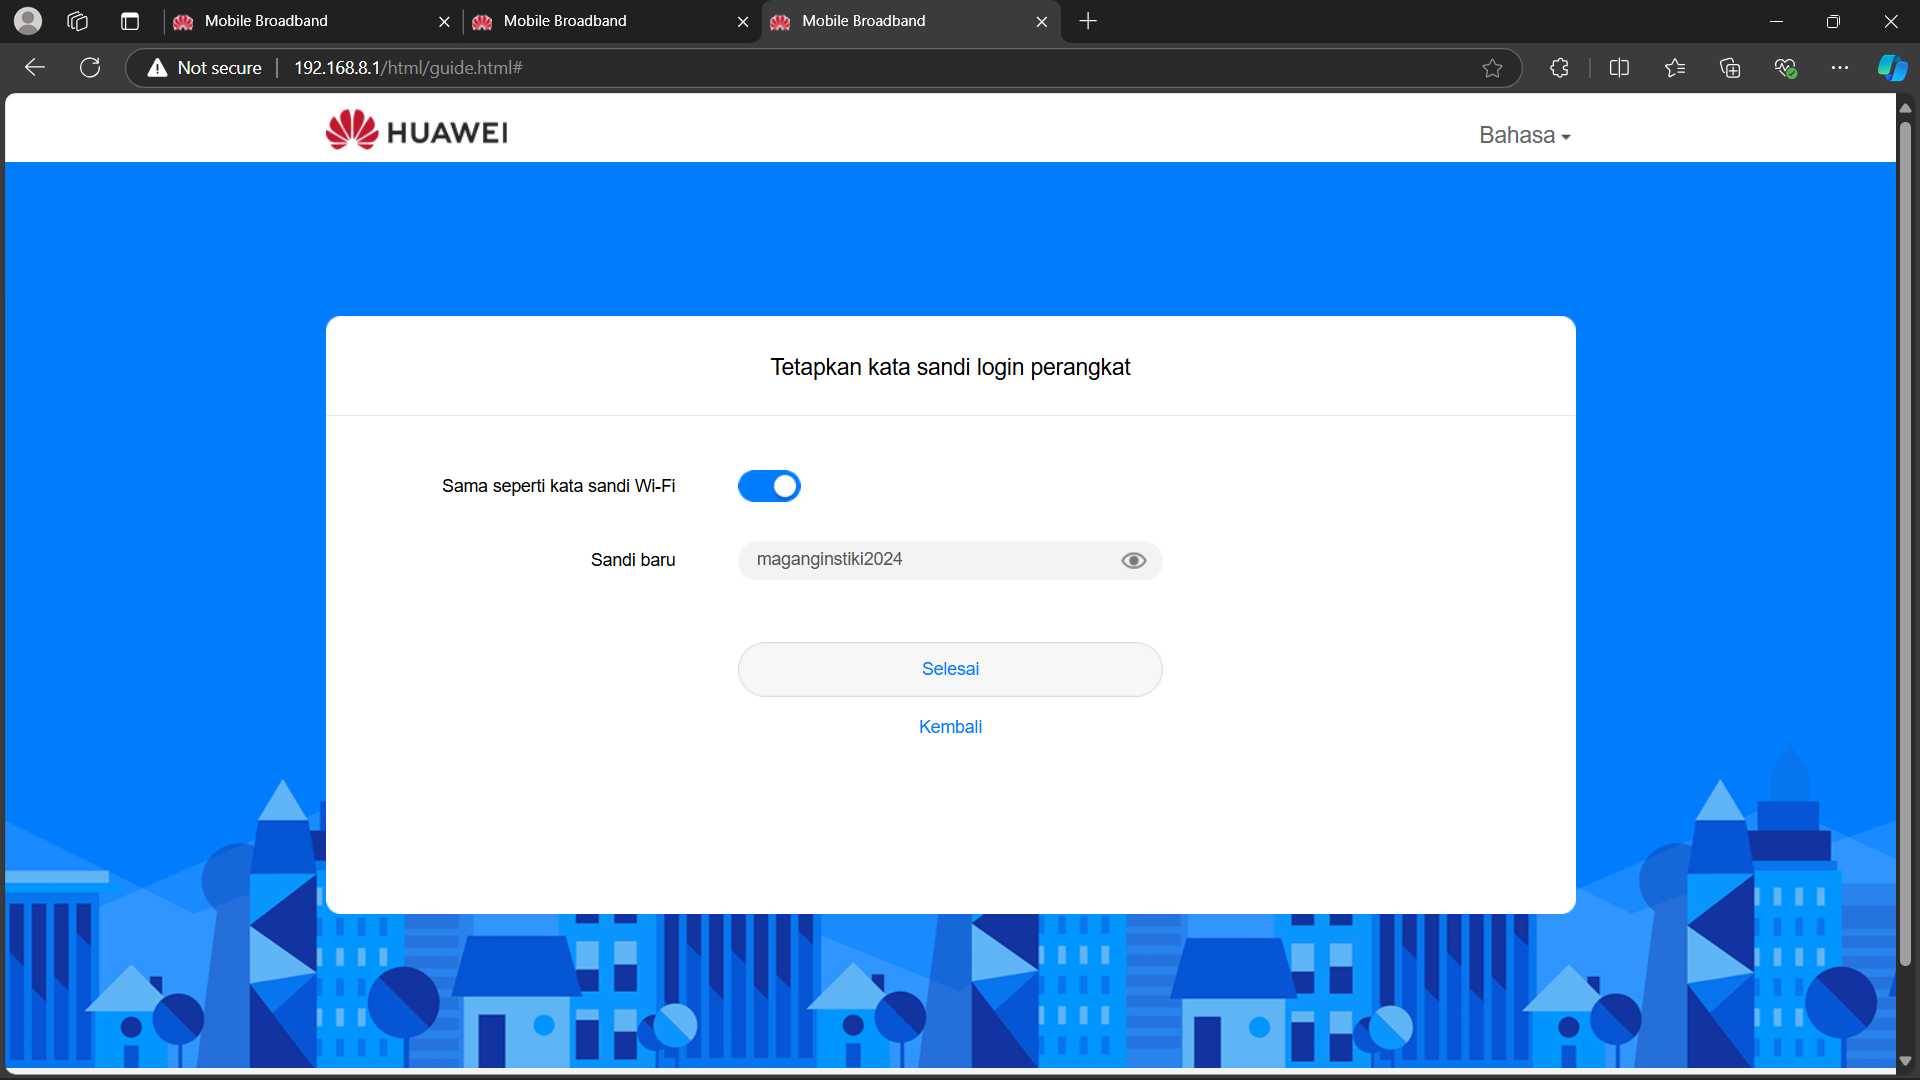 Mobile Broadband
Mobile Broadband
Mobile Broadband
Not secure
192.168.8.1/html/guide.html#
HUAWEI
Bahasa
Tetapkan kata sandi login perangkat
Sama seperti kata sandi Wi-Fi
Sandi baru
maganginstiki2024
Selesai
Kembali